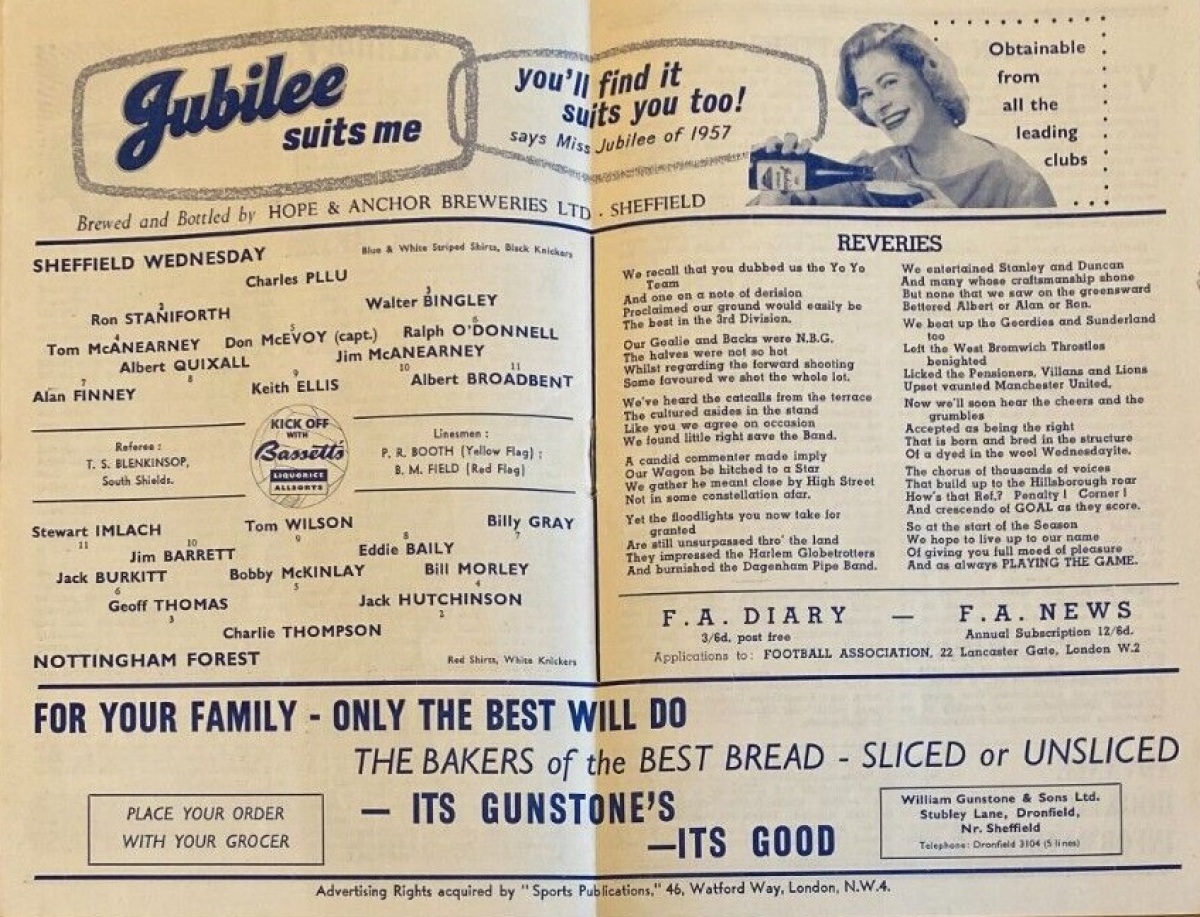 Jubilee
suits me
you'll find it
suits you too!
says Miss Jubilee of 1957
Obtainable
from
all the
leading
clubs
Brewed and Bottled by HOPE & ANCHOR BREWERIES LTD. SHEFFIELD
SHEFFIELD WEDNESDAY
Blue & White Striped Shirts, Black Knickers
Charles PLLU
2
Ron STANIFORTH
3
Walter BINGLEY
4
Tom McANEARNEY
5
Don McEVOY (capt.)
6
Ralph O'DONNELL
Albert QUIXALL
8
Jim McANEARNEY
10
7
Alan FINNEY
9
Keith ELLIS
11
Albert BROADBENT
Referee :
T. S. BLENKINSOP,
South Shields.
KICK OFF
WITH
Bassett's
LIQUORICE
ALLSORTS
Linesmen :
P. R. BOOTH (Yellow Flag) :
B. M. FIELD (Red Flag)
Stewart IMLACH
11
Tom WILSON
9
Billy GRAY
7
10
Jim BARRETT
8
Eddie BAILY
Jack BURKITT
6
Bobby McKINLAY
5
Bill MORLEY
4
Geoff THOMAS
3
Jack HUTCHINSON
2
Charlie THOMPSON
NOTTINGHAM FOREST
Red Shirts, White Knickers
REVERIES
We recall that you dubbed us the Yo Yo
Team
And one on a note of derision
Proclaimed our ground would easily be
The best in the 3rd Division.
Our Goalie and Backs were N.B.G.
The halves were not so hot
Whilst regarding the forward shooting
Some favoured we shot the whole lot.
We've heard the catcalls from the terrace
The cultured asides in the stand
Like you we agree on occasion
We found little right save the Band.
A candid commenter made imply
Our Wagon be hitched to a Star
We gather he meant close by High Street
Not in some constellation afar.
Yet the floodlights you now take for
granted
Are still unsurpassed thro' the land
They impressed the Harlem Globetrotters
And burnished the Dagenham Pipe Band.
We entertained Stanley and Duncan
And many whose craftsmanship shone
But none that we saw on the greensward
Bettered Albert or Alan or Ron.
We beat up the Geordies and Sunderland
too
Left the West Bromwich Throstles
benighted
Licked the Pensioners, Villans and Lions
Upset vaunted Manchester United.
Now we'll soon hear the cheers and the
grumbles
Accepted as being the right
That is born and bred in the structure
Of a dyed in the wool Wednesdayite.
The chorus of thousands of voices
That build up to the Hillsborough roar
How's that Ref.? Penalty ! Corner !
And crescendo of GOAL as they score.
So at the start of the Season
We hope to live up to our name
Of giving you full meed of pleasure
And as always PLAYING THE GAME.
F.A. DIARY — F.A. NEWS
3/6d. post free
Annual Subscription 12/6d.
Applications to: FOOTBALL ASSOCIATION, 22 Lancaster Gate, London W.2
FOR YOUR FAMILY - ONLY THE BEST WILL DO
THE BAKERS of the BEST BREAD - SLICED or UNSLICED
PLACE YOUR ORDER
WITH YOUR GROCER
— ITS GUNSTONE'S
—ITS GOOD
William Gunstone & Sons Ltd.
Stubley Lane, Dronfield,
Nr. Sheffield
Telephone: Dronfield 3104 (5 lines)
Advertising Rights acquired by "Sports Publications," 46, Watford Way, London, N.W.4.